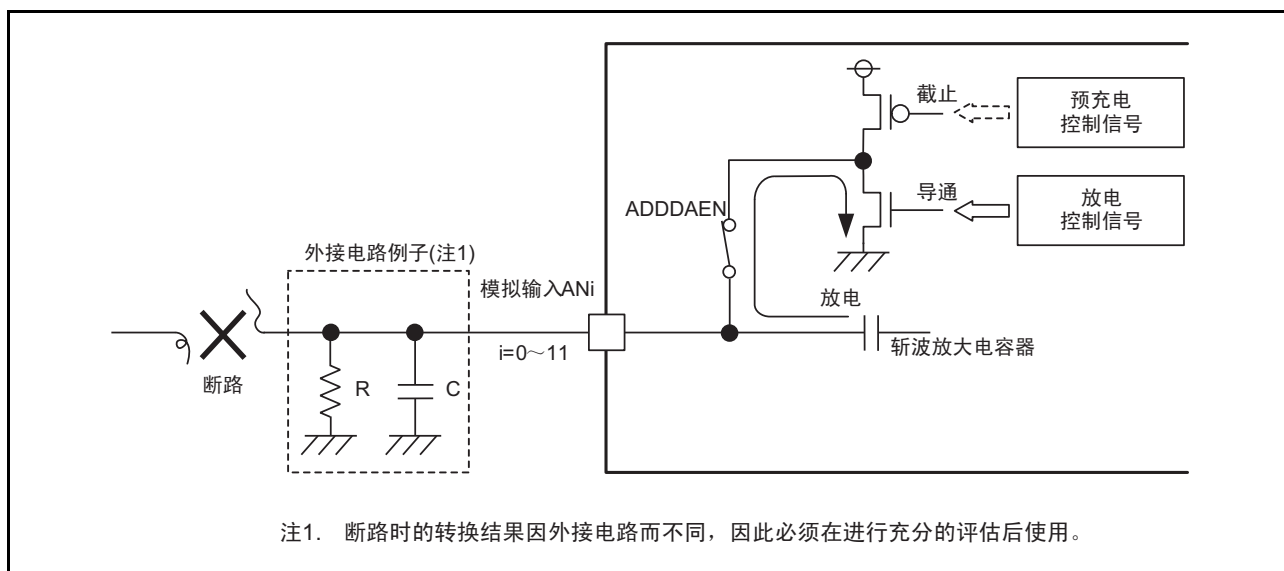 截止
预充电
控制信号
导通
放电
控制信号
ADDDAEN
外接电路例子(注1)
模拟输入ANi
放电
i=0～11
斩波放大电容器
断路
R
C
注1. 断路时的转换结果因外接电路而不同，因此必须在进行充分的评估后使用。